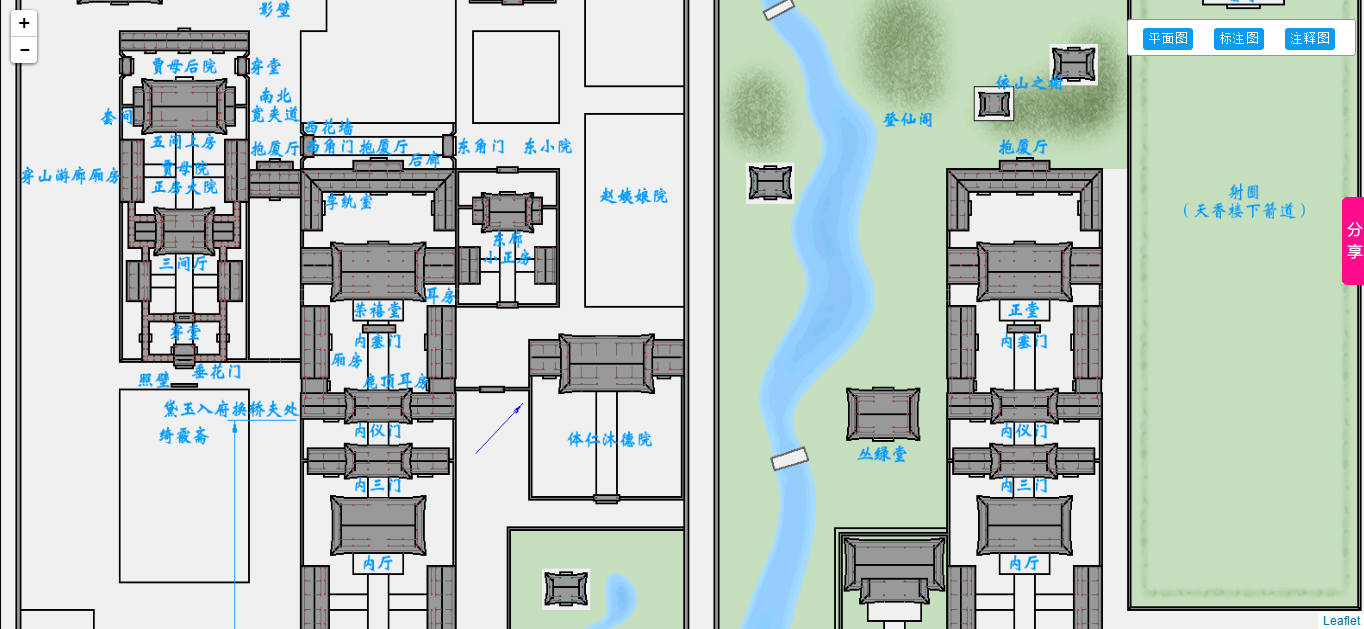 +
−
影壁
平面图
标注图
注释图
贾母后院
穿堂
南北
宽夹道
套间
五间上房
依山之榭
登仙阁
西花墙
抱厦厅
西角门
抱厦厅
东角门
东小院
后廊
抱厦厅
穿山游廊厢房
贾母院
正房大院
李纨室
赵姨娘院
射圃
（天香楼下箭道）
分
享
东廊
小正房
三间厅
耳房
荣禧堂
正堂
穿堂
内塞门
内塞门
厢房
垂花门
照壁
鹿顶耳房
黛玉入府换轿夫处
绮霰斋
内仪门
内仪门
体仁沐德院
丛绿堂
内三门
内三门
内厅
内厅
Leaflet